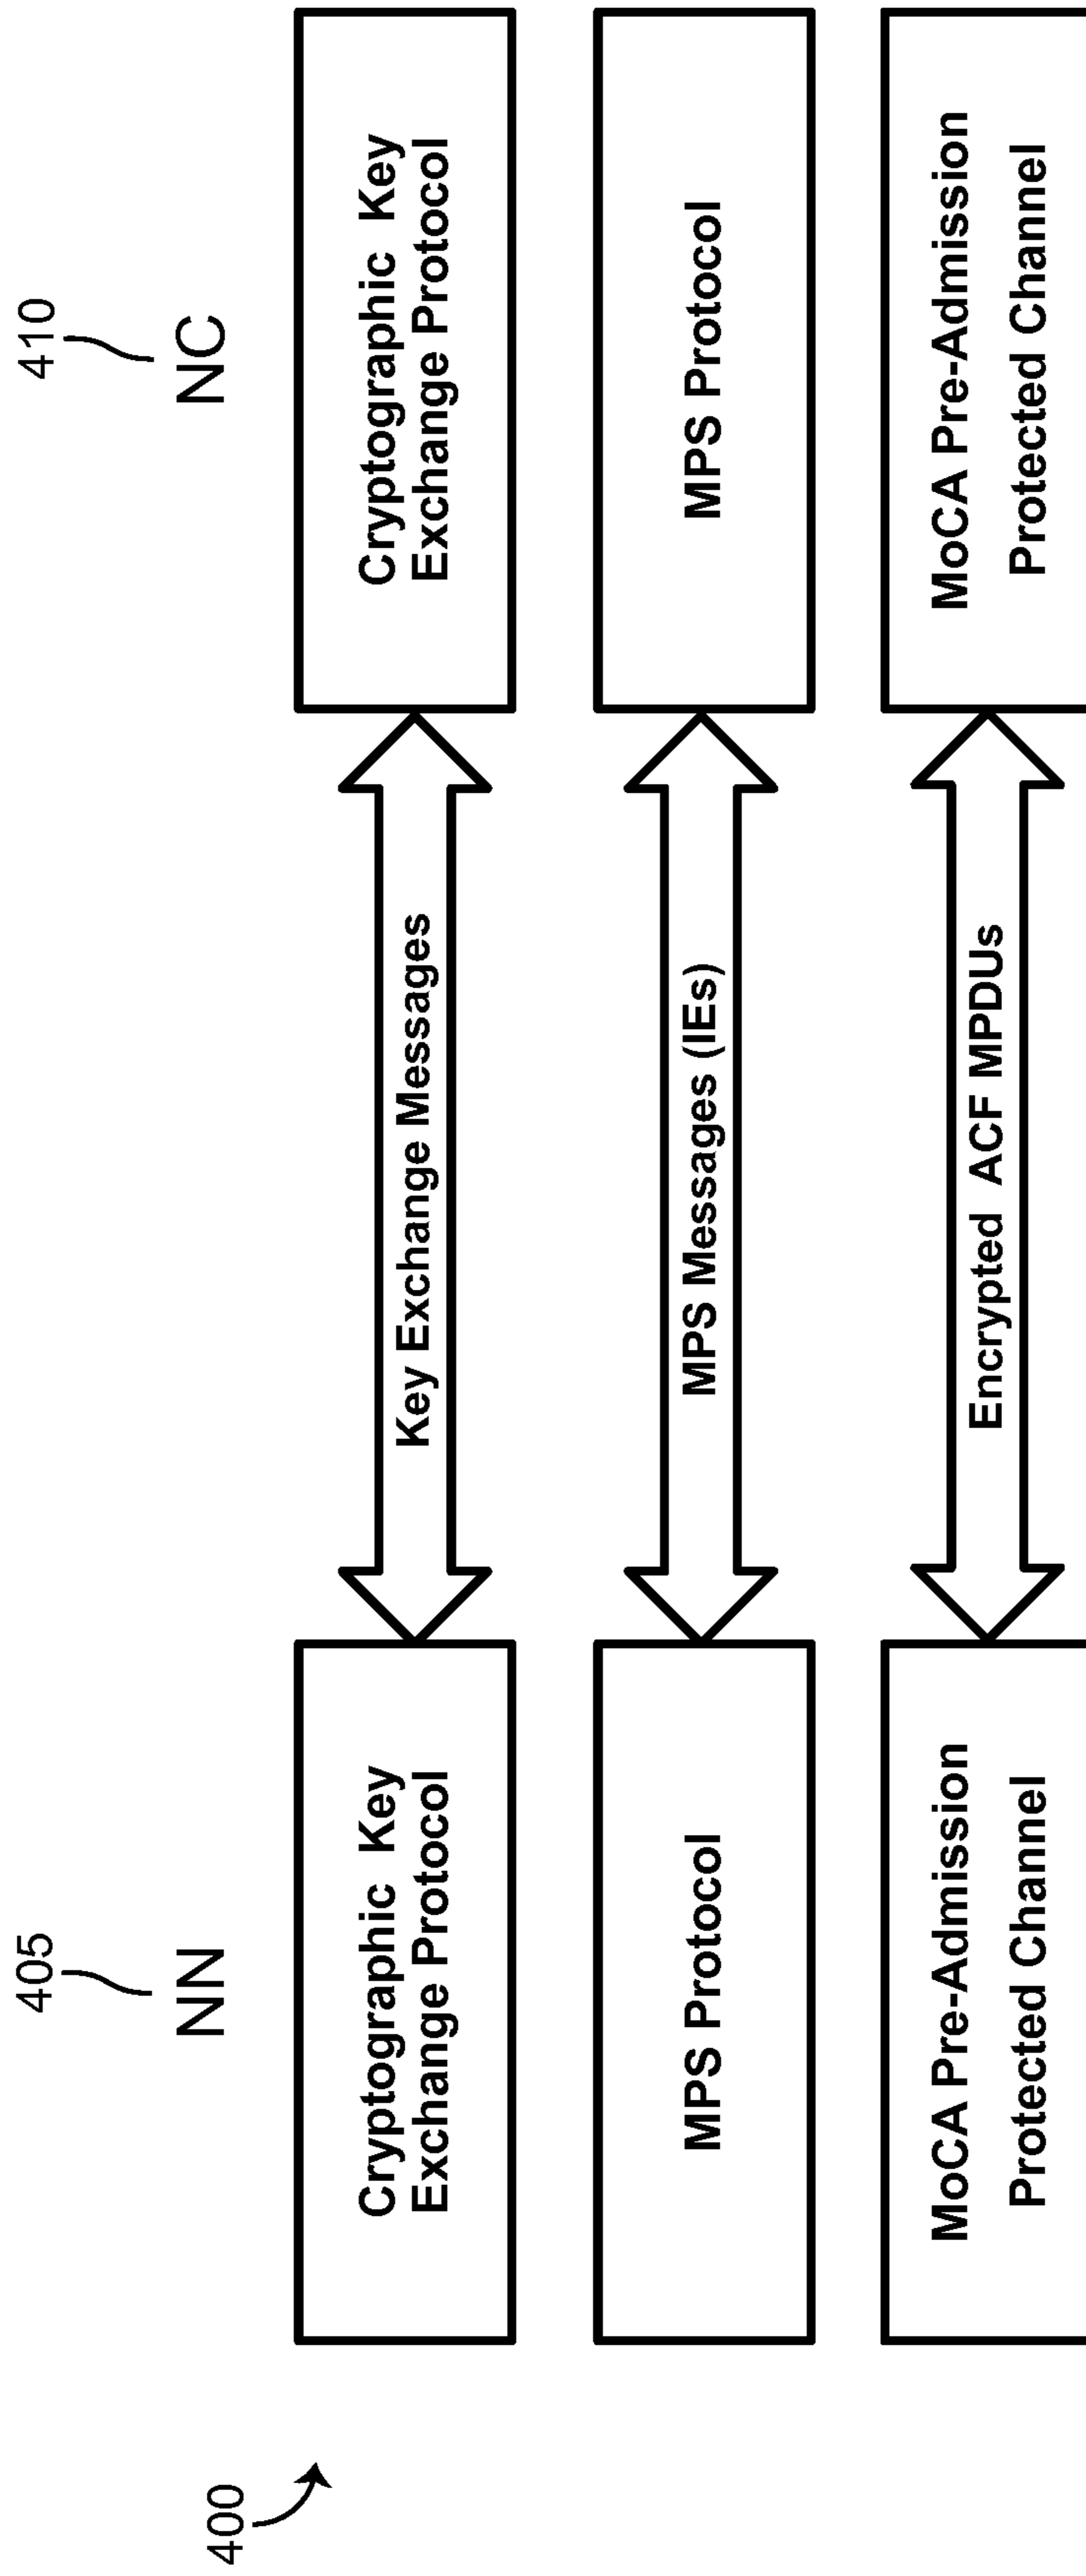 400
405
NN
410
NC
Cryptographic Key
Exchange Protocol
Key Exchange Messages
Cryptographic Key
Exchange Protocol
MPS Protocol
MPS Messages (IEs)
MPS Protocol
MoCA Pre-Admission
Protected Channel
Encrypted ACF MPDUs
MoCA Pre-Admission
Protected Channel